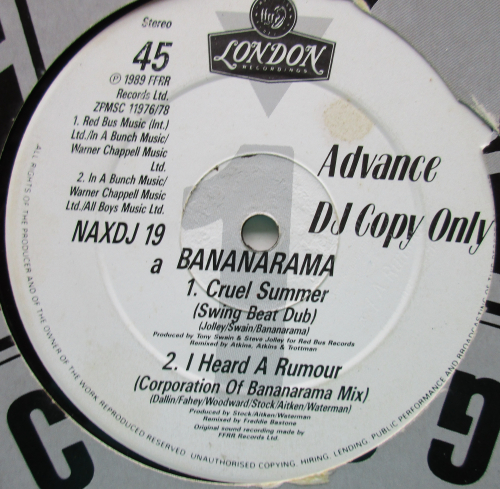 Stereo
45
LONDON
RECORDINGS
℗ 1989 FFRR
Records Ltd.
ZPMSC 11976/78
1. Red Bus Music (Int.)
Ltd./In A Bunch Music/
Warner Chappell Music
Ltd.
2. In A Bunch Music/
Warner Chappell Music
Ltd./All Boys Music Ltd.
NAXDJ 19
Advance
DJ Copy Only
1
a BANANARAMA
1. Cruel Summer
(Swing Beat Dub)
(Jolley/Swain/Bananarama)
Produced by Tony Swain & Steve Jolley for Red Bus Records
Remixed by Atkins, Atkins & Trottman
2. I Heard A Rumour
(Corporation Of Bananarama Mix)
(Dallin/Fahey/Woodward/Stock/Aitken/Waterman)
Produced by Stock/Aitken/Waterman
Remixed by Freddie Bastone
Original sound recording made by
FFRR Records Ltd.
ALL RIGHTS OF THE PRODUCER AND OF THE OWNER OF THE WORK REPRODUCED RESERVED. UNAUTHORISED COPYING, HIRING, LENDING, PUBLIC PERFORMANCE AND BROADCASTING